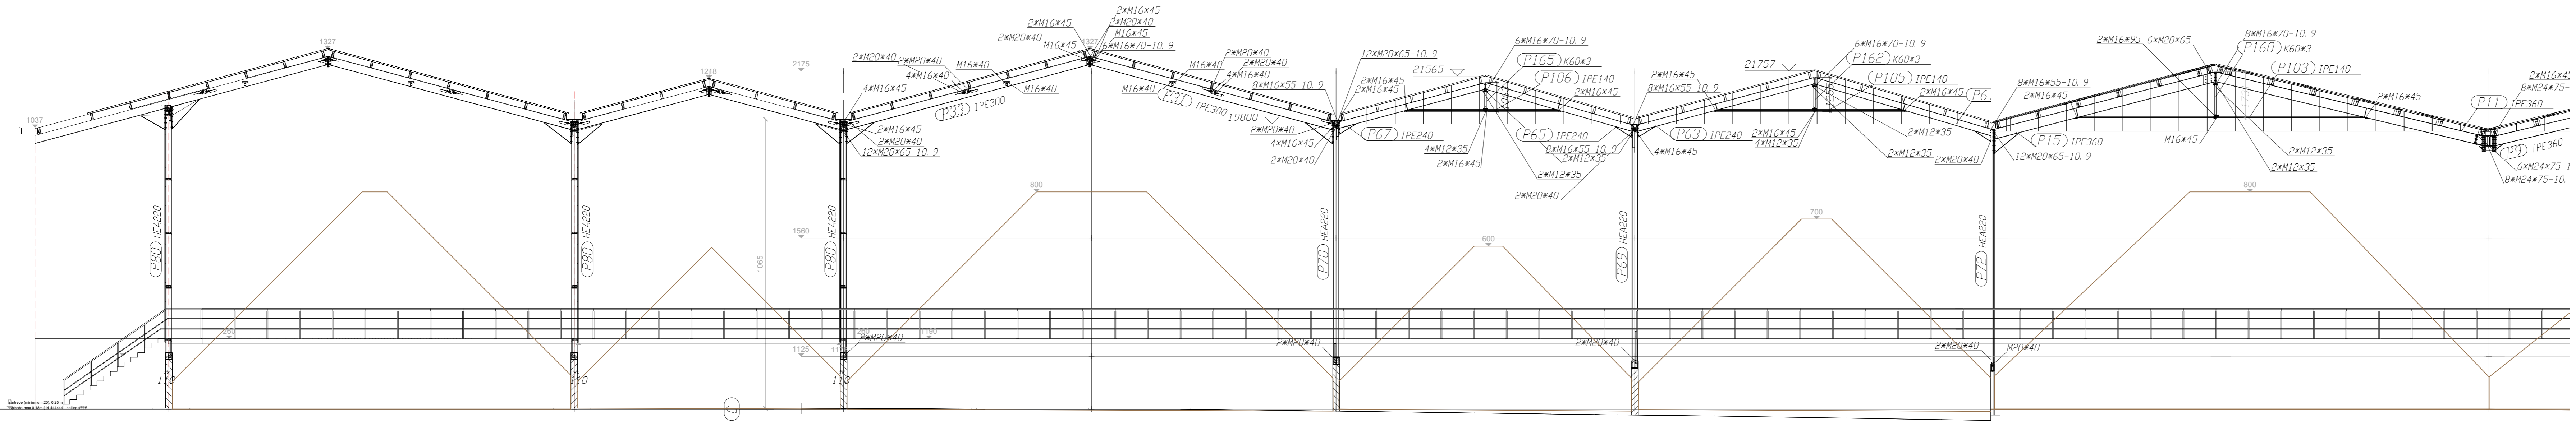 2*M16*45
2*M16*45
2*M20*40
M16*45
2*M20*40
M16*45
6*M16*70-10.9
1327
1327
1218
1037
2175
2*M20*40
2*M20*40
M16*40
4*M16*40
M16*40
P33 IPE300
4*M16*45
2*M16*45
2*M20*40
12*M20*65-10.9
2*M20*40
2*M20*40
M16*40
4*M16*40
M16*40
P31 IPE300
8*M16*55-10.9
19800
12*M20*65-10.9
2*M16*45
2*M16*45
2*M20*40
4*M16*45
2*M20*40
6*M16*70-10.9
P165 K60*3
21565
P106 IPE140
2*M16*45
P67 IPE240
P65 IPE240
4*M12*35
2*M16*45
8*M16*55-10.9
2*M12*35
2*M12*35
2*M20*40
2*M16*45
8*M16*55-10.9
6*M16*70-10.9
P162 K60*3
21757
P105 IPE140
2*M16*45
P63 IPE240
2*M16*45
4*M12*35
4*M16*45
2*M12*35
2*M12*35
2*M20*40
2*M16*95
6*M20*65
8*M16*70-10.9
P160 K60*3
P103 IPE140
8*M16*55-10.9
2*M16*45
2*M16*45
P15 IPE360
12*M20*65-10.9
M16*45
2*M12*35
2*M12*35
P11 IPE360
P9 IPE360
P80 HEA220
P80 HEA220
P80 HEA220
P70 HEA220
P69 HEA220
P72 HEA220
1065
800
600
700
800
1560
1125
1190
2*M20*40
2*M20*40
2*M20*40
M20*40
110
110
110